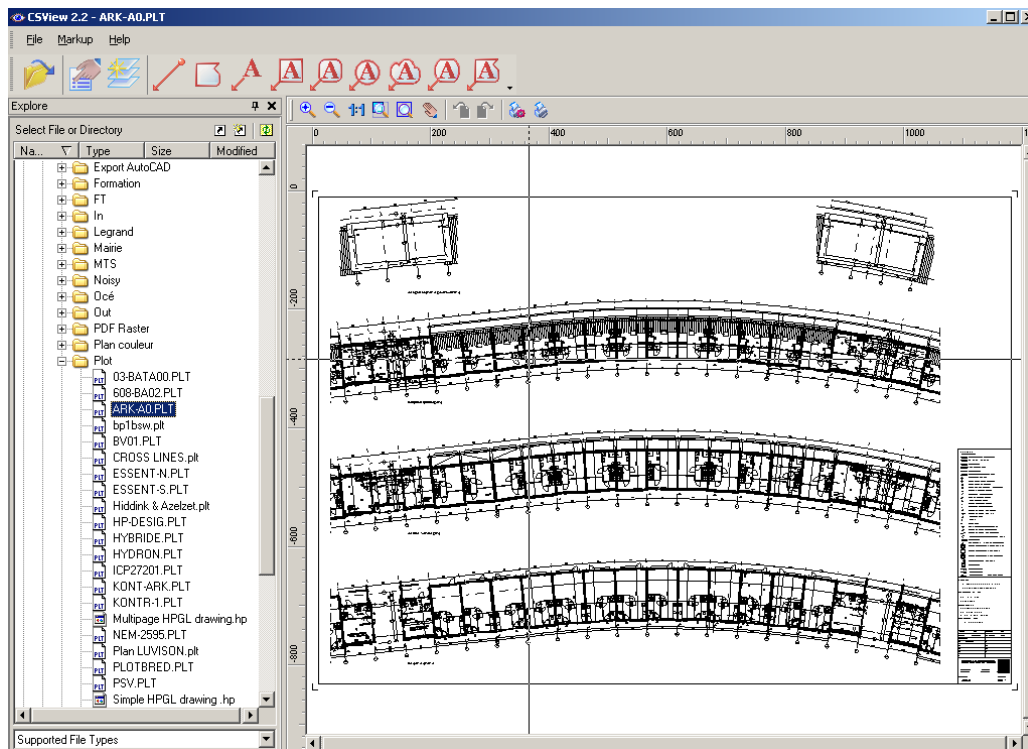 CSView 2.2 - ARK-A0.PLT
File Markup Help
A A A A A A A
Explore
1:1
Select File or Directory
Na... Type Size Modified
0 200 400 600 800 1000 1
Export AutoCAD
Formation
FT
In
Legrand
Mairie
MTS
Noisy
Océ
Out
PDF Raster
Plan couleur
Plot
03-BATA00.PLT
608-BA02.PLT
ARK-A0.PLT
bp1bsw.plt
BV01.PLT
CROSS LINES.plt
ESSENT-N.PLT
ESSENT-S.PLT
Hiddink & Azelzet.plt
HP-DESIG.PLT
HYBRIDE.PLT
HYDRON.PLT
ICP27201.PLT
KONT-ARK.PLT
KONTR-1.PLT
Multipage HPGL drawing.hp
NEM-2595.PLT
Plan LUVISON.plt
PLOTBRED.PLT
PSV.PLT
Simple HPGL drawing .hp
Supported File Types
0
-200
-400
-600
-800